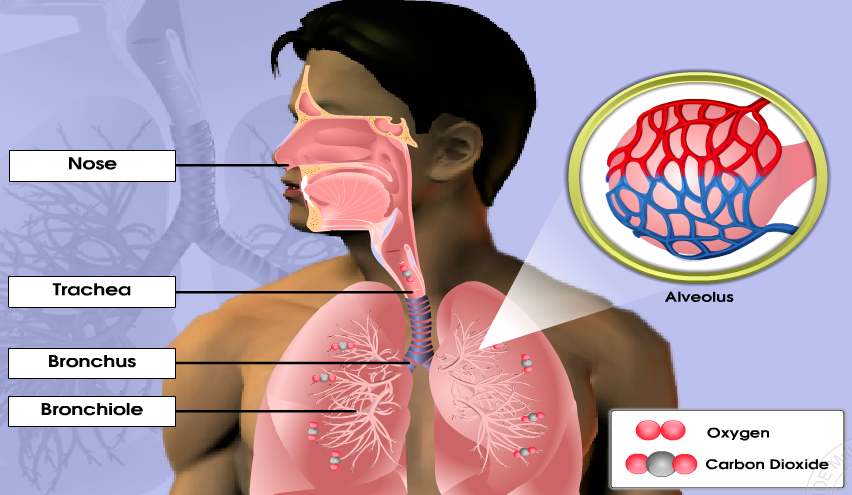 Nose
Trachea
Bronchus
Bronchiole
Alveolus
Oxygen
Carbon Dioxide